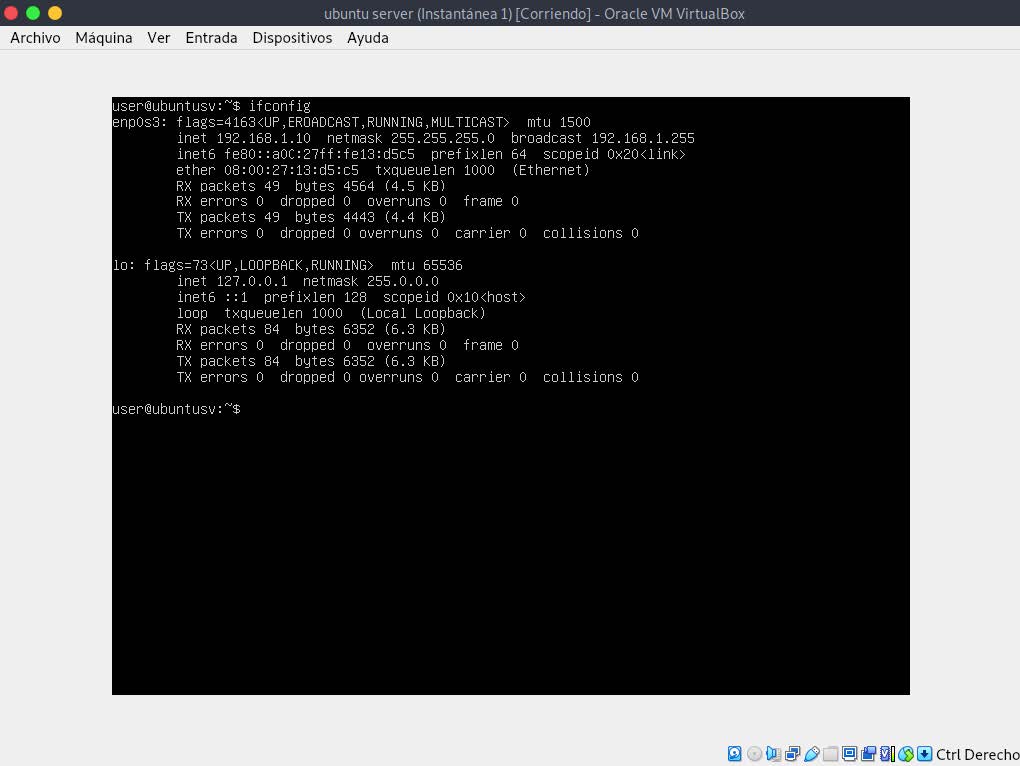 ubuntu server (Instantánea 1) [Corriendo] - Oracle VM VirtualBox
Archivo Máquina Ver Entrada Dispositivos Ayuda
user@ubuntusv:~$ ifconfig
enp0s3: flags=4163<UP,BROADCAST,RUNNING,MULTICAST> mtu 1500
inet 192.168.1.10 netmask 255.255.255.0 broadcast 192.168.1.255
inet6 fe80::a00:27ff:fe13:d5c5 prefixlen 64 scopeid 0x20<link>
ether 08:00:27:13:d5:c5 txqueuelen 1000 (Ethernet)
RX packets 49 bytes 4564 (4.5 KB)
RX errors 0 dropped 0 overruns 0 frame 0
TX packets 49 bytes 4443 (4.4 KB)
TX errors 0 dropped 0 overruns 0 carrier 0 collisions 0
lo: flags=73<UP,LOOPBACK,RUNNING> mtu 65536
inet 127.0.0.1 netmask 255.0.0.0
inet6 ::1 prefixlen 128 scopeid 0x10<host>
loop txqueuelen 1000 (Local Loopback)
RX packets 84 bytes 6352 (6.3 KB)
RX errors 0 dropped 0 overruns 0 frame 0
TX packets 84 bytes 6352 (6.3 KB)
TX errors 0 dropped 0 overruns 0 carrier 0 collisions 0
user@ubuntusv:~$
Ctrl Derecho